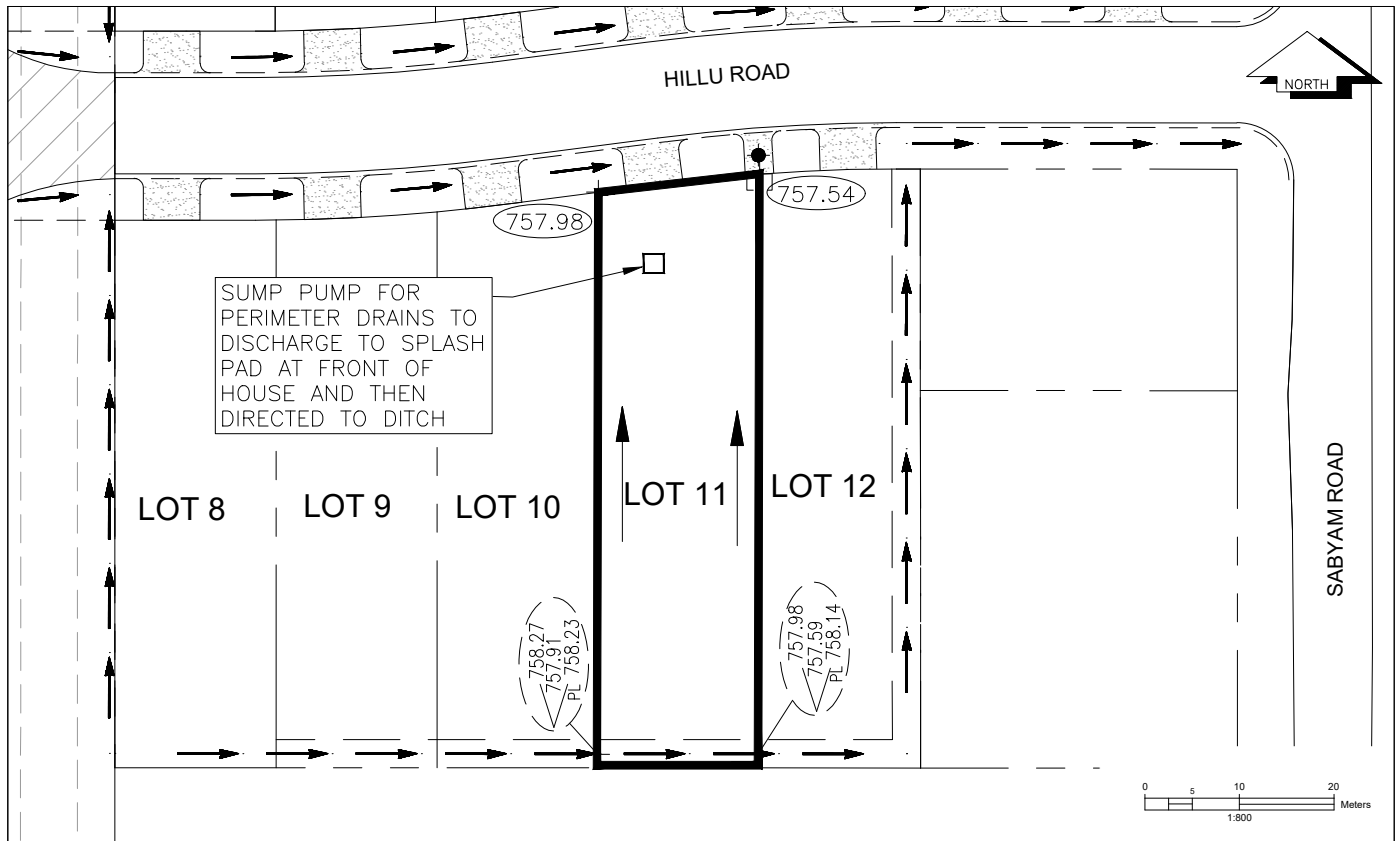 HILLU ROAD
NORTH
757.98
757.54
SUMP PUMP FOR
PERIMETER DRAINS TO
DISCHARGE TO SPLASH
PAD AT FRONT OF
HOUSE AND THEN
DIRECTED TO DITCH
LOT 8
LOT 9
LOT 10
LOT 11
LOT 12
SABYAM ROAD
758.27
757.91
PL 758.23
757.98
757.59
PL 758.14
0 5 10 20
Meters
1:800